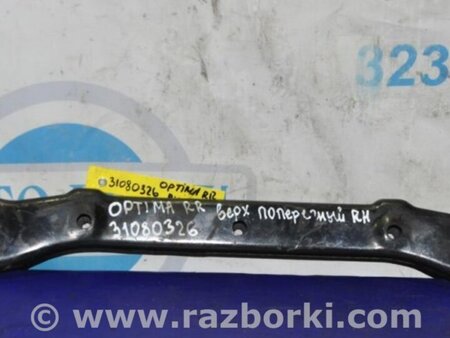 323
31080326 OPTIMA RR
OPTIMA RR верх поперечный RH
31080326
© www.razborki.com